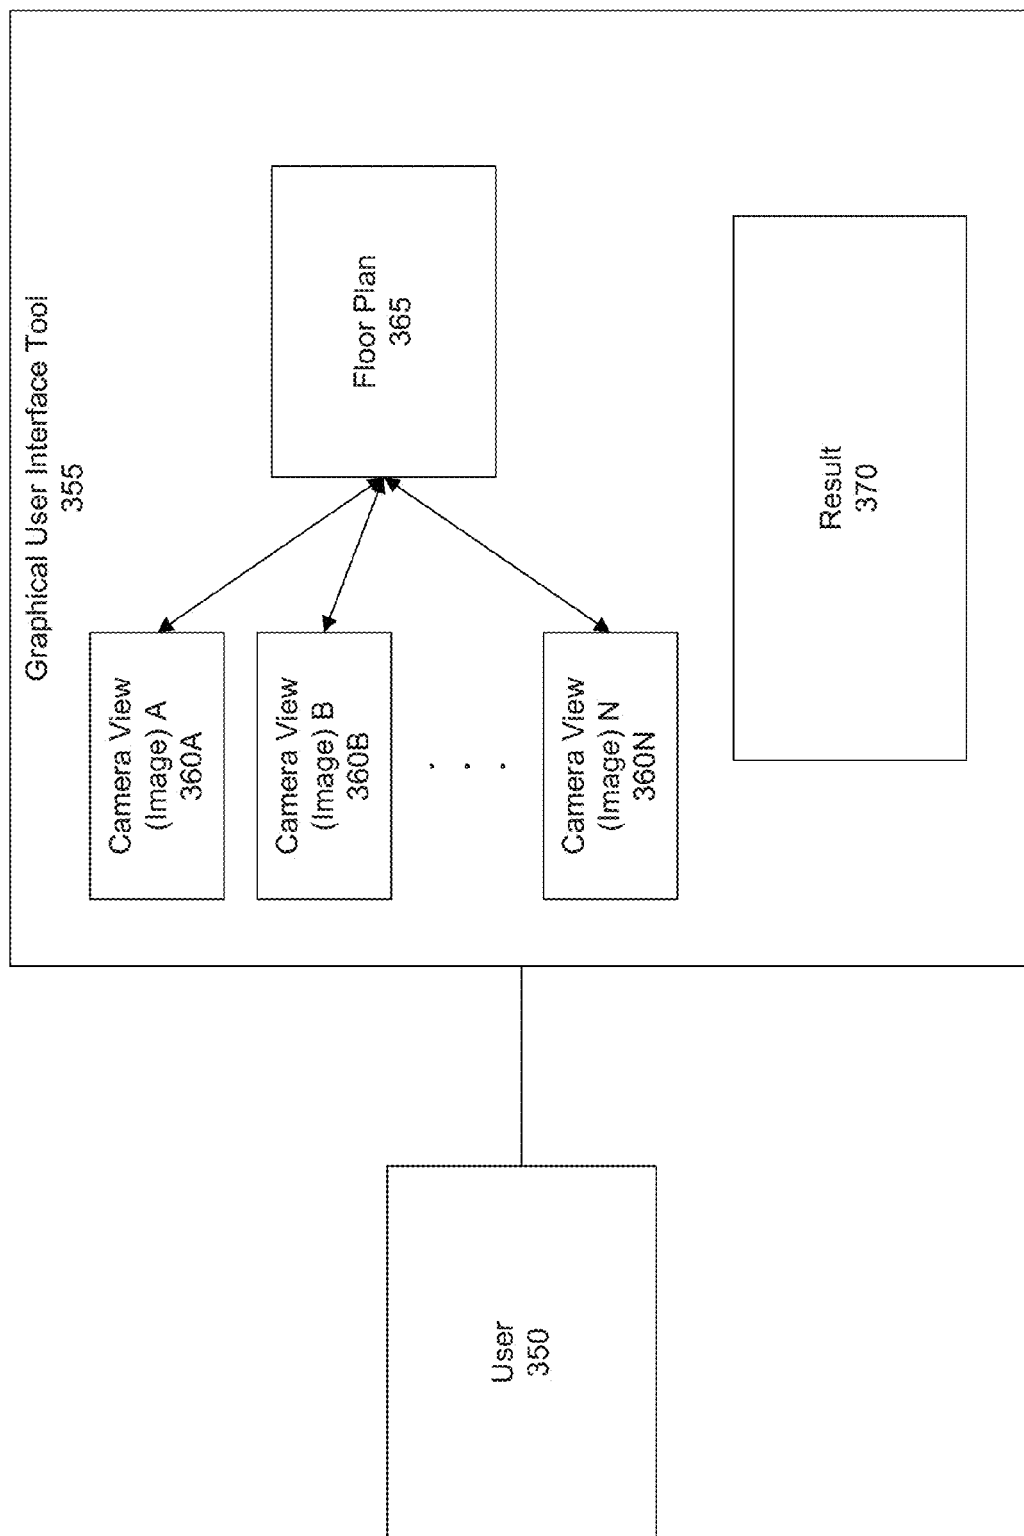 Graphical User Interface Tool
355
Camera View
(Image) A
360A
Camera View
(Image) B
360B
Camera View
(Image) N
360N
Floor Plan
365
Result
370
User
350